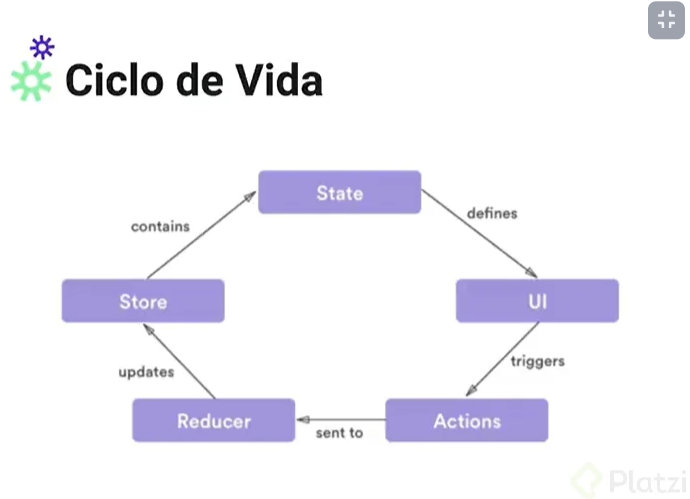 Ciclo de Vida
State
contains
defines
Store
UI
updates
triggers
Reducer
sent to
Actions
Platzi